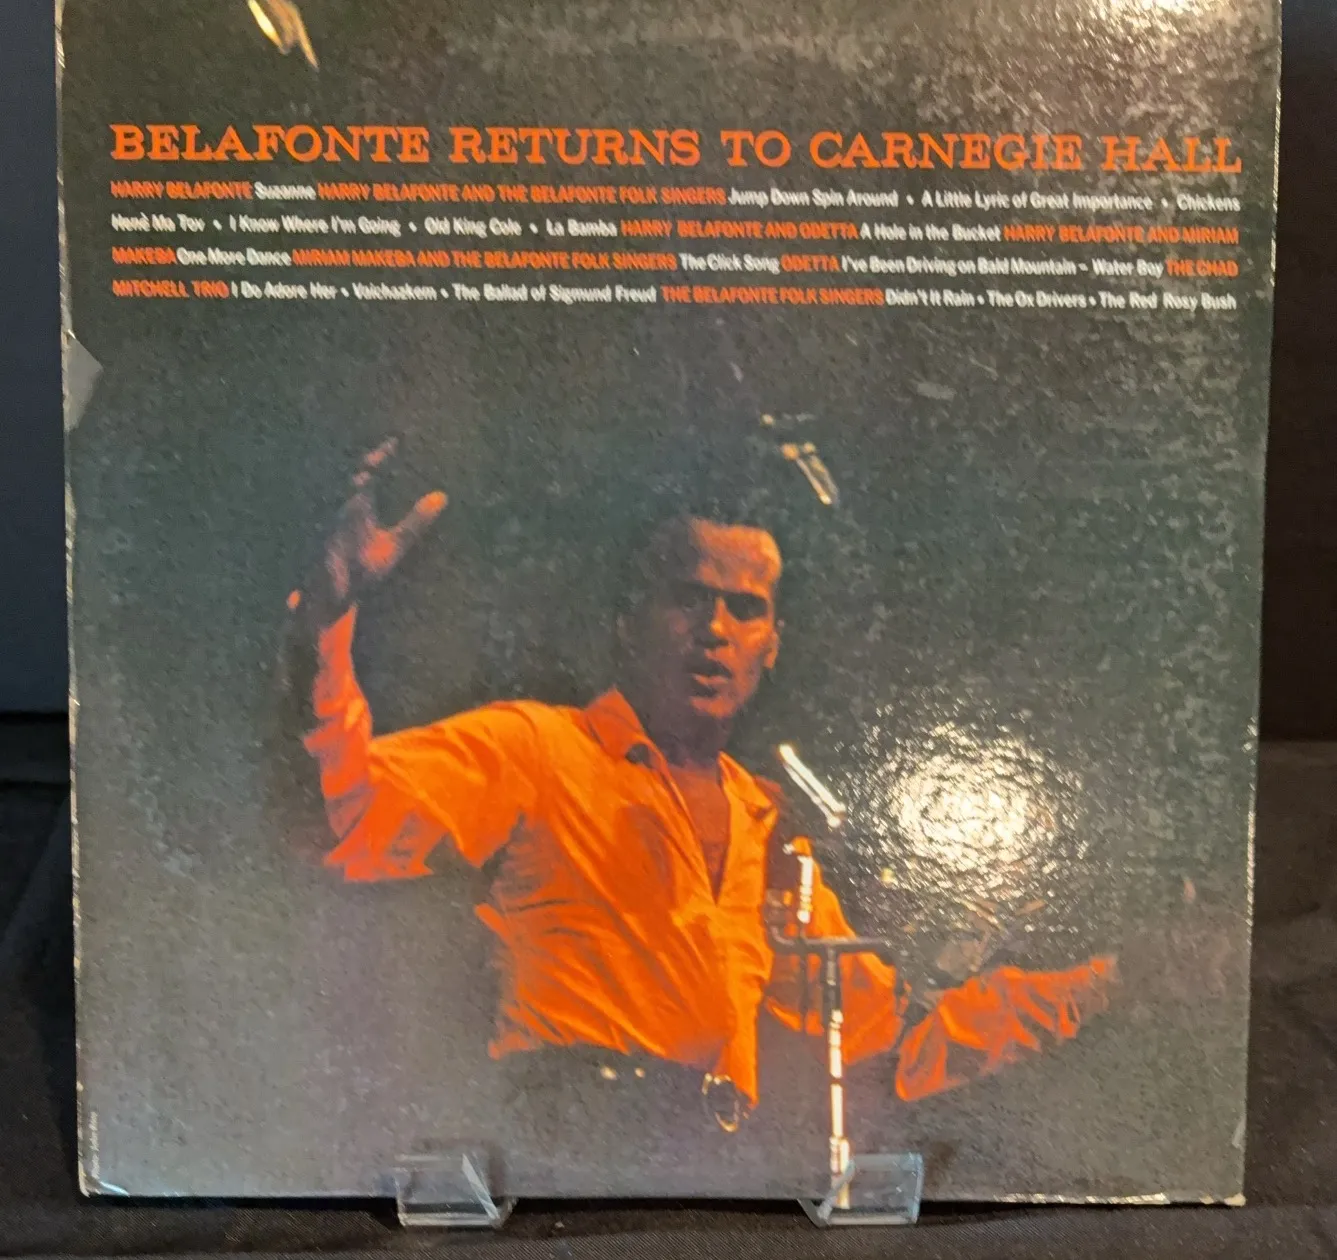 BELAFONTE RETURNS TO CARNEGIE HALL
HARRY BELAFONTE Suzanne HARRY BELAFONTE AND THE BELAFONTE FOLK SINGERS Jump Down Spin Around • A Little Lyric of Great Importance • Chickens
Henè Ma Tov • I Know Where I'm Going • Old King Cole • La Bamba HARRY BELAFONTE AND ODETTA A Hole in the Bucket HARRY BELAFONTE AND MIRIAM
MAKEBA One More Dance MIRIAM MAKEBA AND THE BELAFONTE FOLK SINGERS The Click Song ODETTA I've Been Driving on Bald Mountain – Water Boy THE CHAD
MITCHELL TRIO I Do Adore Her • Vaichazkem • The Ballad of Sigmund Freud THE BELAFONTE FOLK SINGERS Didn't It Rain • The Ox Drivers • The Red Rosy Bush